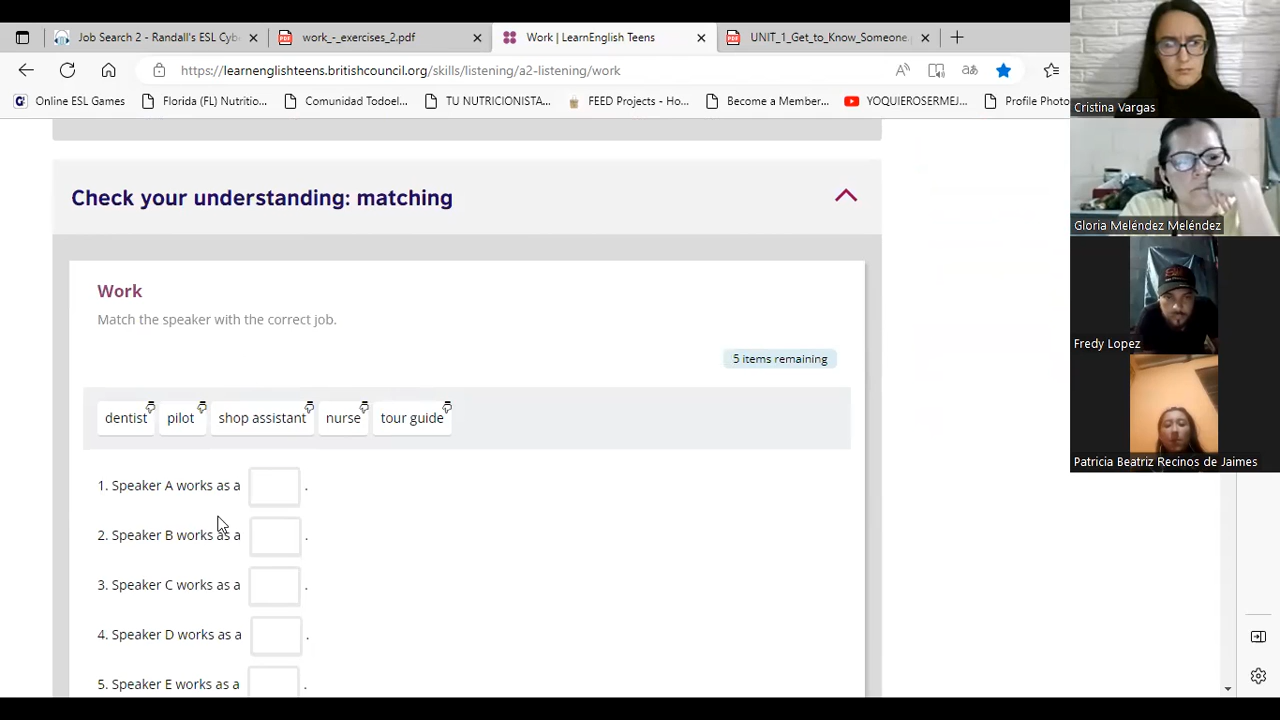 Job Search 2 - Randall's ESL Cyb
work_-_exercises_2.pdf
Work | LearnEnglish Teens
UNIT_1_Get_to_Know_Someone.
https://learnenglishteens.britishcouncil.org/skills/listening/a2-listening/work
Online ESL Games
Florida (FL) Nutritio...
Comunidad Todoel...
TU NUTRICIONISTA...
FEED Projects - Ho...
Become a Member...
YOQUIEROSERMEJ...
Profile Photo
Check your understanding: matching
Work
Match the speaker with the correct job.
5 items remaining
dentist pilot shop assistant nurse tour guide
1. Speaker A works as a .
2. Speaker B works as a .
3. Speaker C works as a .
4. Speaker D works as a .
5. Speaker E works as a .
Cristina Vargas
Gloria Meléndez Meléndez
Fredy Lopez
Patricia Beatriz Recinos de Jaimes